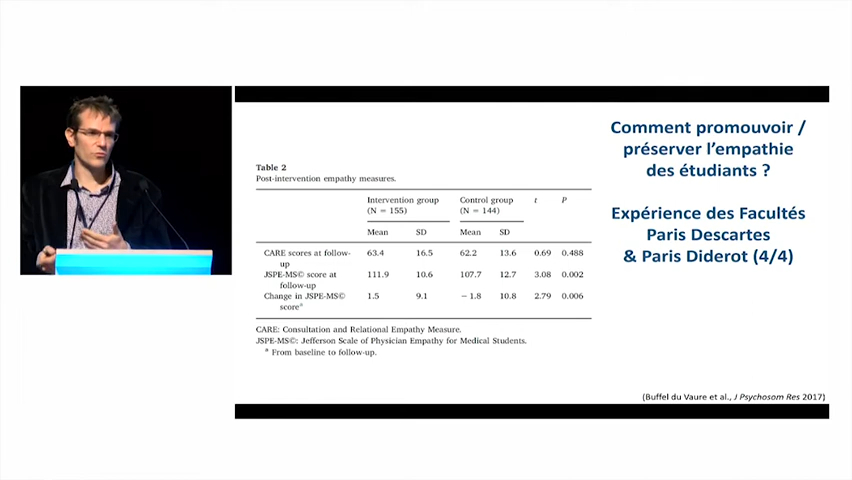 Comment promouvoir /
préserver l'empathie
des étudiants ?
Expérience des Facultés
Paris Descartes
& Paris Diderot (4/4)
Table 2
Post-intervention empathy measures.
Intervention group Control group t P
(N = 155) (N = 144)
Mean SD Mean SD
CARE scores at follow- 63.4 16.5 62.2 13.6 0.69 0.488
up
JSPE-MS© score at 111.9 10.6 107.7 12.7 3.08 0.002
follow-up
Change in JSPE-MS© 1.5 9.1 −1.8 10.8 2.79 0.006
scoreª
CARE: Consultation and Relational Empathy Measure.
JSPE-MS©: Jefferson Scale of Physician Empathy for Medical Students.
ª From baseline to follow-up.
(Buffel du Vaure et al., J Psychosom Res 2017)